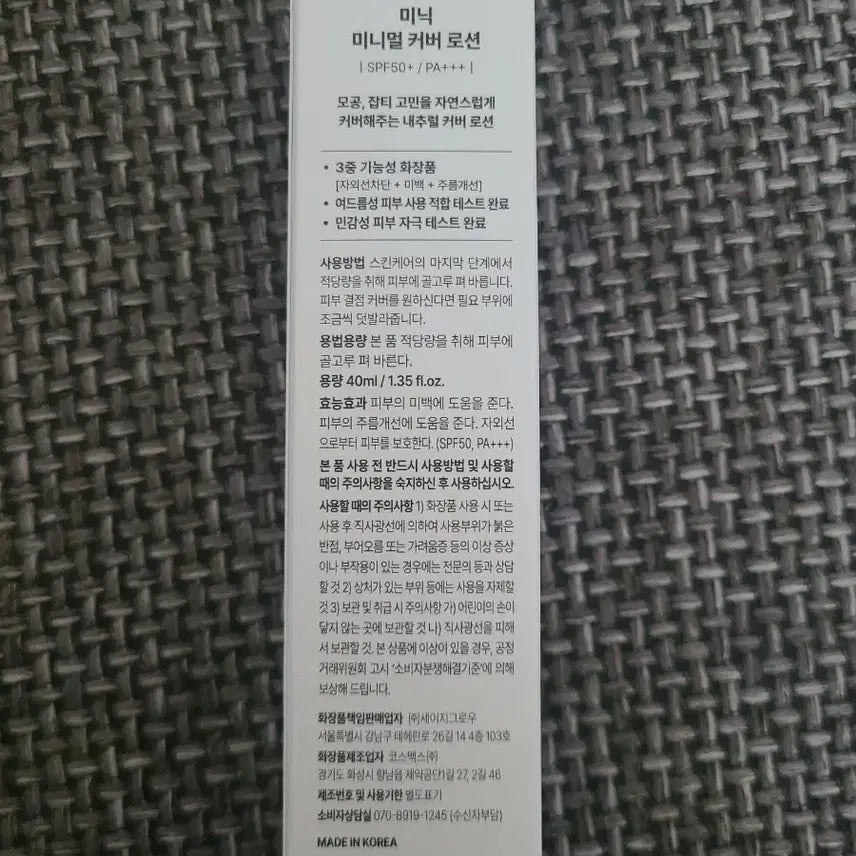 미닉
미니멀 커버 로션
| SPF50+ / PA+++ |
모공, 잡티 고민을 자연스럽게
커버해주는 내추럴 커버 로션
• 3중 기능성 화장품
[자외선차단 + 미백 + 주름개선]
• 여드름성 피부 사용 적합 테스트 완료
• 민감성 피부 자극 테스트 완료
사용방법 스킨케어의 마지막 단계에서
적당량을 취해 피부에 골고루 펴 바릅니다.
피부 결점 커버를 원하신다면 필요 부위에
조금씩 덧발라줍니다.
용법용량 본 품 적당량을 취해 피부에
골고루 펴 바른다.
용량 40ml / 1.35 fl.oz.
효능효과 피부의 미백에 도움을 준다.
피부의 주름개선에 도움을 준다. 자외선
으로부터 피부를 보호한다. (SPF50, PA+++)
본 품 사용 전 반드시 사용방법 및 사용할
때의 주의사항을 숙지하신 후 사용하십시오.
사용할 때의 주의사항 1) 화장품 사용 시 또는
사용 후 직사광선에 의하여 사용부위가 붉은
반점, 부어오름 또는 가려움증 등의 이상 증상
이나 부작용이 있는 경우에는 전문의 등과 상담
할 것 2) 상처가 있는 부위 등에는 사용을 자제할
것 3) 보관 및 취급 시 주의사항 가) 어린이의 손이
닿지 않는 곳에 보관할 것 나) 직사광선을 피해
서 보관할 것. 본 상품에 이상이 있을 경우, 공정
거래위원회 고시 '소비자분쟁해결기준'에 의해
보상해 드립니다.
화장품책임판매업자 (주)세이지그로우
서울특별시 강남구 테헤란로 26길 14 4층 103호
화장품제조업자 코스맥스(주)
경기도 화성시 향남읍 제약공단1길 27, 2길 46
제조번호 및 사용기한 별도표기
소비자상담실 070-8919-1245 (수신자부담)
MADE IN KOREA